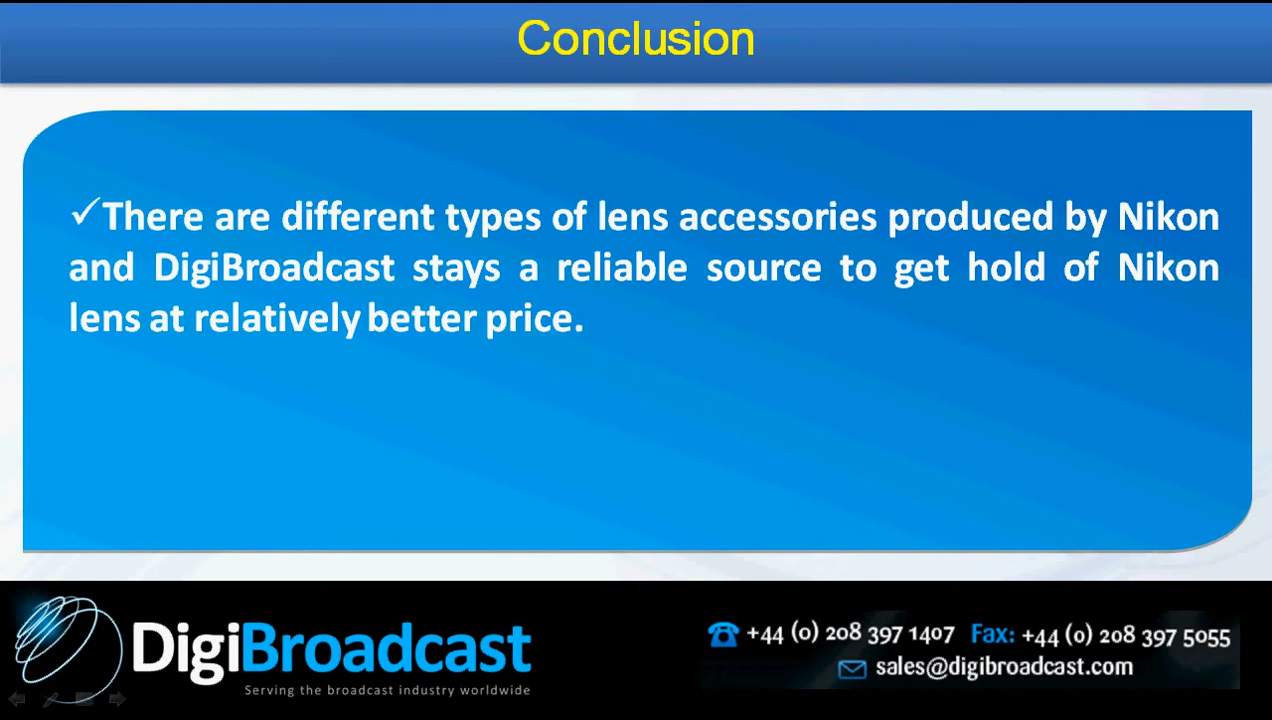 Conclusion
✓There are different types of lens accessories produced by Nikon
and DigiBroadcast stays a reliable source to get hold of Nikon
lens at relatively better price.
DigiBroadcast
Serving the broadcast industry worldwide
+44 (0) 208 397 1407 Fax: +44 (0) 208 397 5055
sales@digibroadcast.com